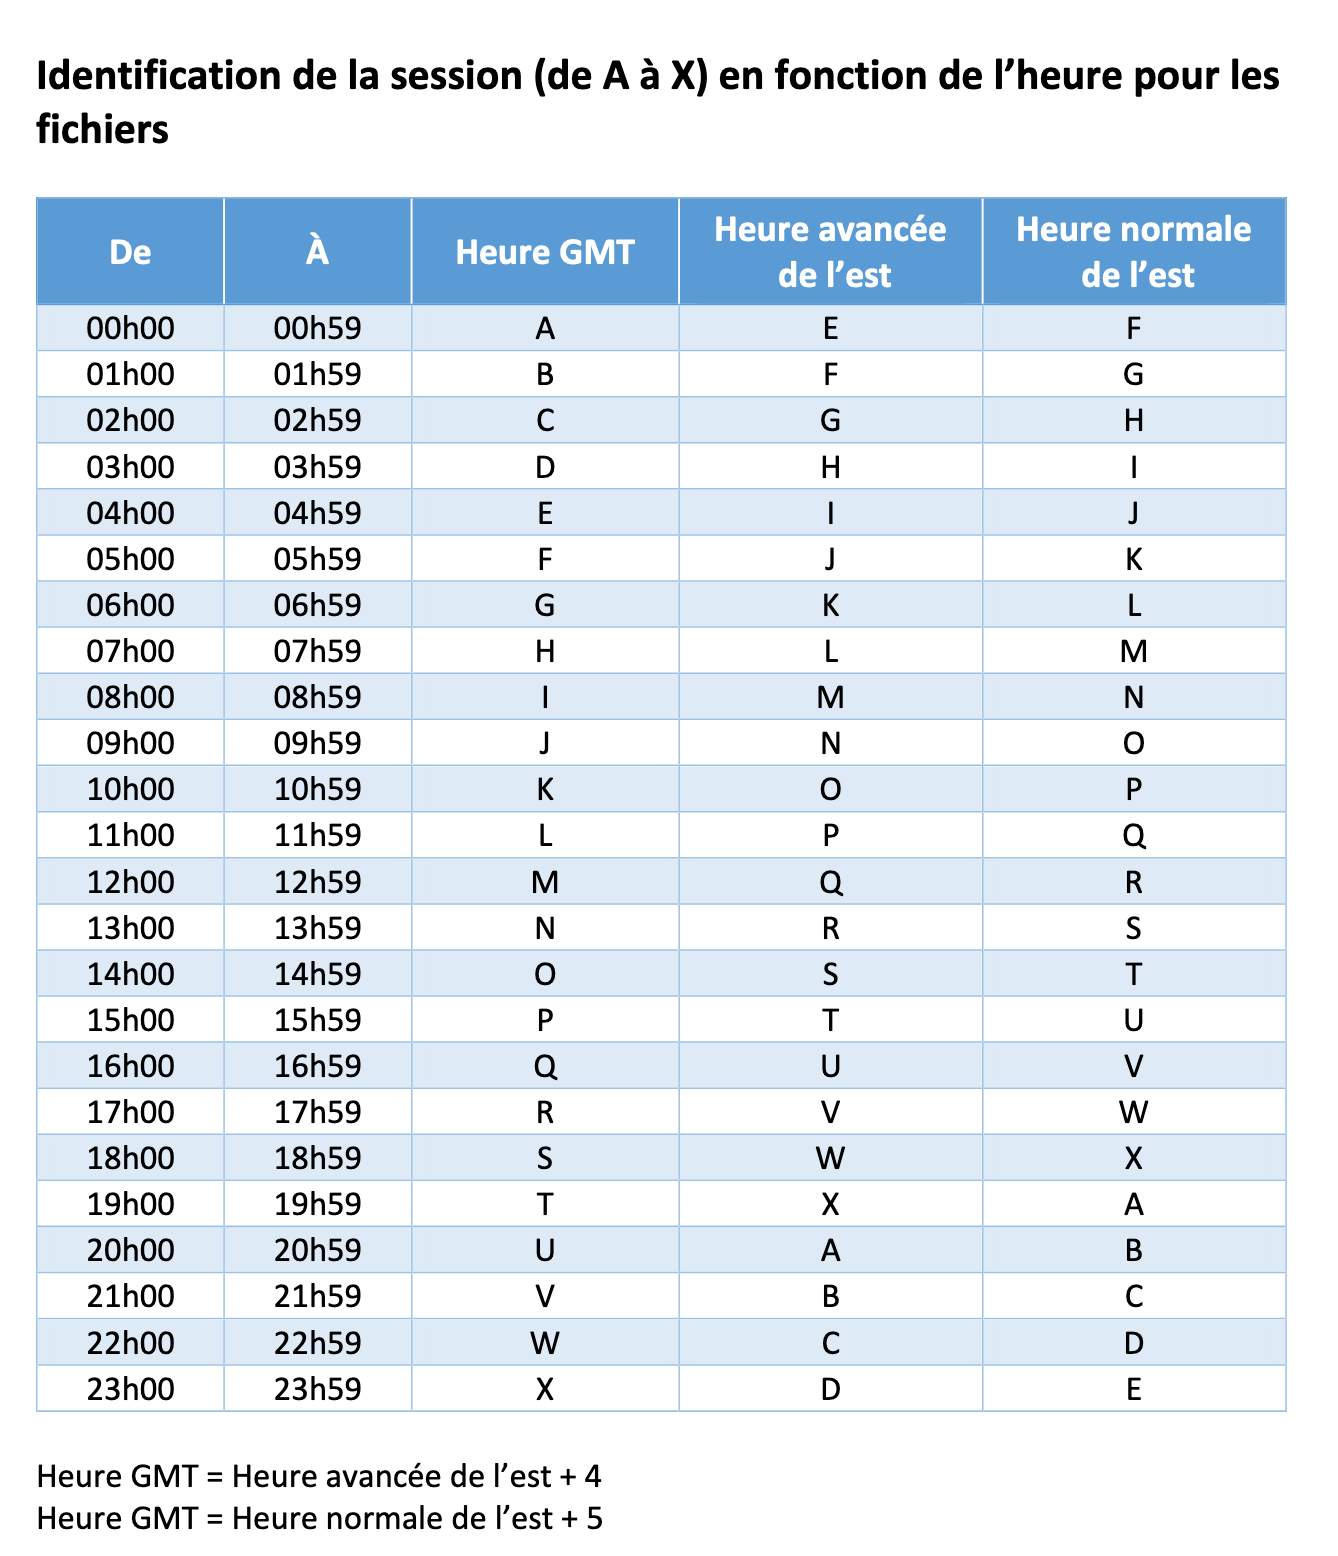 Identification de la session (de A à X) en fonction de l’heure pour les
fichiers
De À Heure GMT Heure avancée de l’est Heure normale de l’est
00h00 00h59 A E F
01h00 01h59 B F G
02h00 02h59 C G H
03h00 03h59 D H I
04h00 04h59 E I J
05h00 05h59 F J K
06h00 06h59 G K L
07h00 07h59 H L M
08h00 08h59 I M N
09h00 09h59 J N O
10h00 10h59 K O P
11h00 11h59 L P Q
12h00 12h59 M Q R
13h00 13h59 N R S
14h00 14h59 O S T
15h00 15h59 P T U
16h00 16h59 Q U V
17h00 17h59 R V W
18h00 18h59 S W X
19h00 19h59 T X A
20h00 20h59 U A B
21h00 21h59 V B C
22h00 22h59 W C D
23h00 23h59 X D E
Heure GMT = Heure avancée de l’est + 4
Heure GMT = Heure normale de l’est + 5